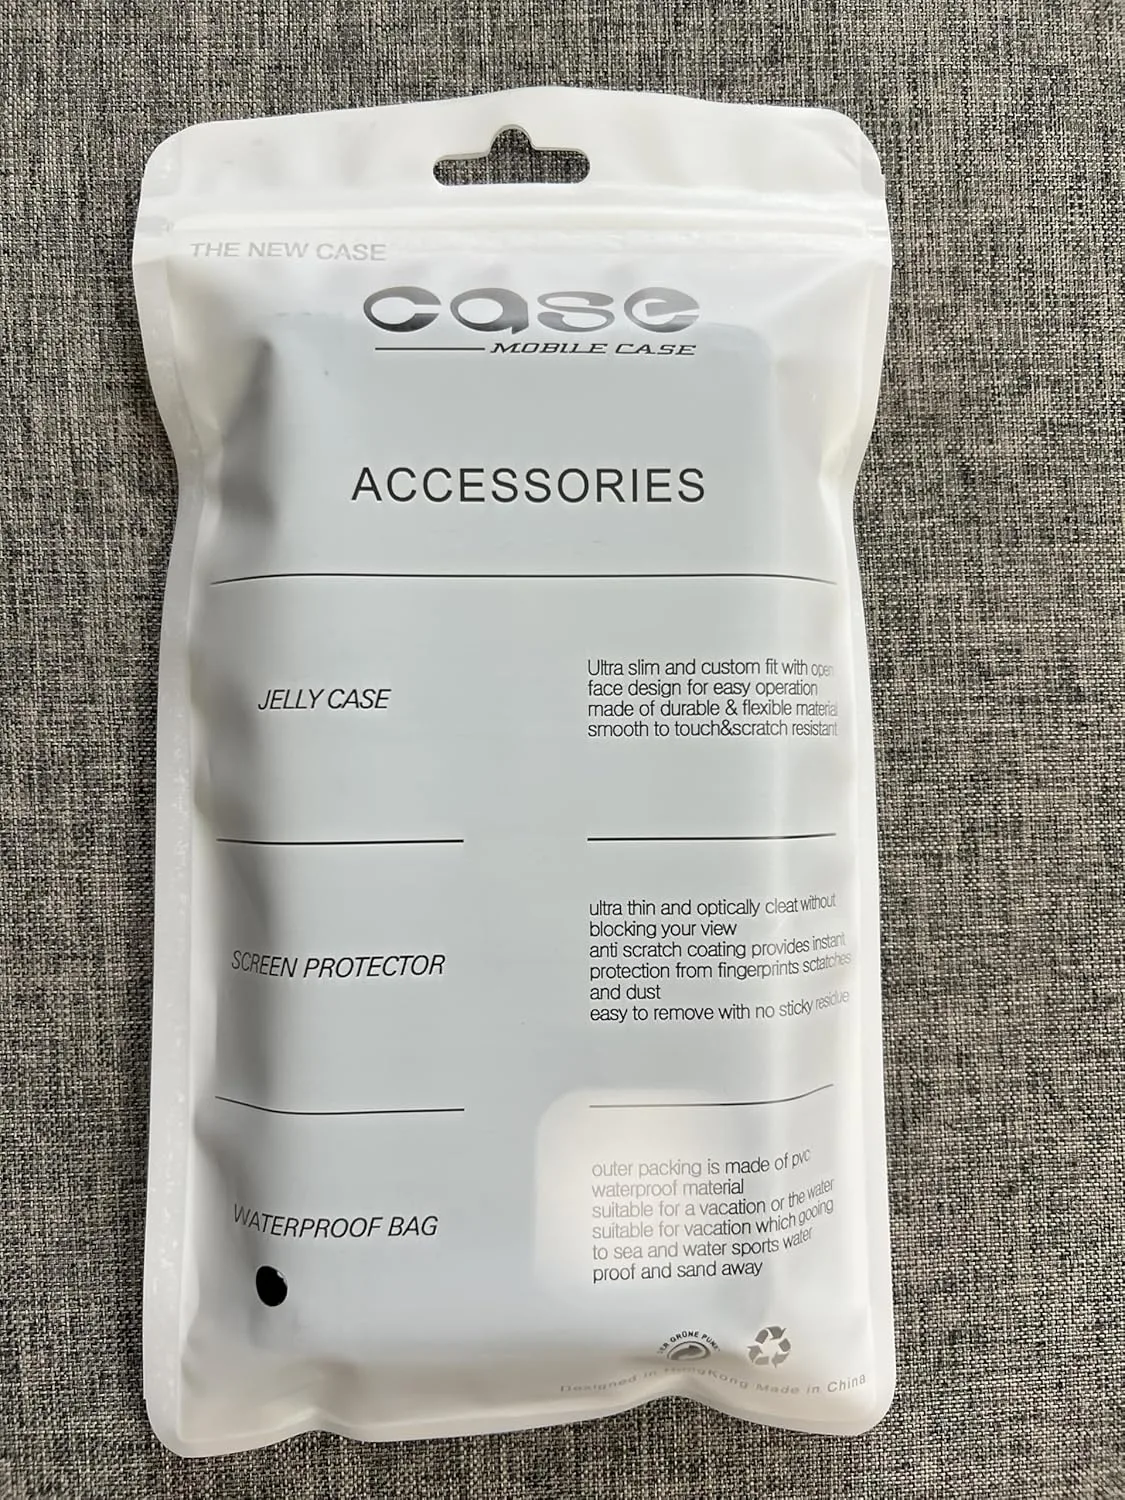 THE NEW CASE
case
MOBILE CASE
ACCESSORIES
JELLY CASE
Ultra slim and custom fit with open
face design for easy operation
made of durable & flexible material
smooth to touch&scratch resistant
SCREEN PROTECTOR
ultra thin and optically cleat without
blocking your view
anti scratch coating provides instant
protection from fingerprints sctatches
and dust
easy to remove with no sticky residue
WATERPROOF BAG
outer packing is made of pvc
waterproof material
suitable for a vacation or the water
suitable for vacation which gooing
to sea and water sports water
proof and sand away
GRÜNE
Designed in HongKong Made in China